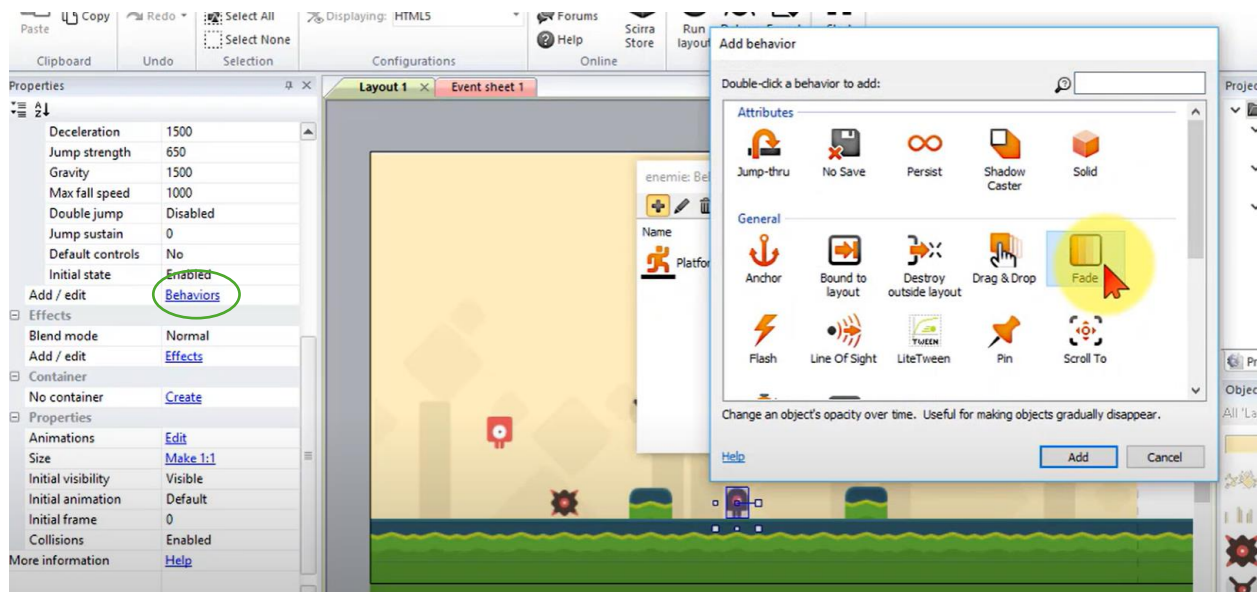 Copy
Redo
Select All
Displaying: HTML5
Forums
Paste
Select None
Help
Scirra
Store
Run
layout
Clipboard
Undo
Selection
Configurations
Online
Properties
Layout 1
Event sheet 1
Deceleration 1500
Jump strength 650
Gravity 1500
Max fall speed 1000
Double jump Disabled
Jump sustain 0
Default controls No
Initial state Enabled
Add / edit Behaviors
Effects
Blend mode Normal
Add / edit Effects
Container
No container Create
Properties
Animations Edit
Size Make 1:1
Initial visibility Visible
Initial animation Default
Initial frame 0
Collisions Enabled
More information Help
enemie: Bel
Name
Platfor
Add behavior
Double-click a behavior to add:
Attributes
Jump-thru
No Save
Persist
Shadow
Caster
Solid
General
Anchor
Bound to
layout
Destroy
outside layout
Drag & Drop
Fade
Flash
Line Of Sight
TWEEN
LiteTween
Pin
Scroll To
Change an object's opacity over time. Useful for making objects gradually disappear.
Help
Add
Cancel
Projec
Pr
Objec
All 'La